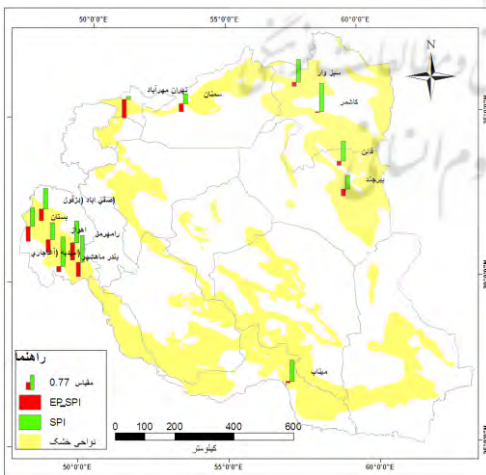 50°0'0"E 55°0'0"E 60°0'0"E
N
سبزوار
تهران مهرآباد
سمنان
کاشمر
قاین
بیرجند
(صفی آباد (دزفول
بستان
اهواز
رامهرمز
بندر ماهشهر
(امیدیه (آغاجاری
میناب
راهنما
مقیاس 0.77
EP_SPI
SPI
نواحی خشک
0 100 200 400 600
کیلومتر
50°0'0"E 55°0'0"E 60°0'0"E